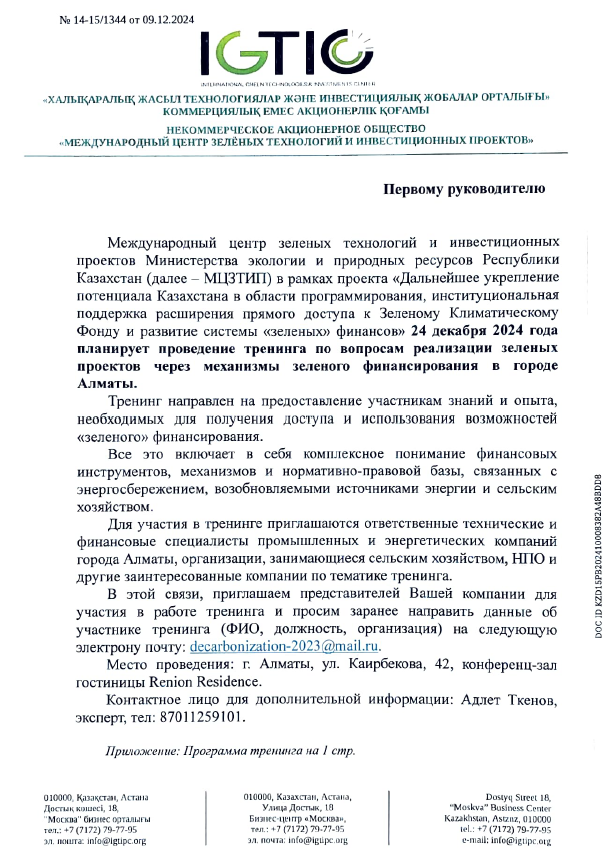 № 14-15/1344 от 09.12.2024
IGTIC
INTERNATIONAL GREEN TECHNOLOGIES & INVESTMENTS CENTER
«ХАЛЫҚАРАЛЫҚ ЖАСЫЛ ТЕХНОЛОГИЯЛАР ЖӘНЕ ИНВЕСТИЦИЯЛЫҚ ЖОБАЛАР ОРТАЛЫҒЫ»
КОММЕРЦИЯЛЫҚ ЕМЕС АКЦИОНЕРЛІК ҚОҒАМЫ
НЕКОММЕРЧЕСКОЕ АКЦИОНЕРНОЕ ОБЩЕСТВО
«МЕЖДУНАРОДНЫЙ ЦЕНТР ЗЕЛЁНЫХ ТЕХНОЛОГИЙ И ИНВЕСТИЦИОННЫХ ПРОЕКТОВ»
Первому руководителю
Международный центр зеленых технологий и инвестиционных
проектов Министерства экологии и природных ресурсов Республики
Казахстан (далее – МЦЗТИП) в рамках проекта «Дальнейшее укрепление
потенциала Казахстана в области программирования, институциональная
поддержка расширения прямого доступа к Зеленому Климатическому
Фонду и развитие системы «зеленых» финансов» 24 декабря 2024 года
планирует проведение тренинга по вопросам реализации зеленых
проектов через механизмы зеленого финансирования в городе
Алматы.
Тренинг направлен на предоставление участникам знаний и опыта,
необходимых для получения доступа и использования возможностей
«зеленого» финансирования.
Все это включает в себя комплексное понимание финансовых
инструментов, механизмов и нормативно-правовой базы, связанных с
энергосбережением, возобновляемыми источниками энергии и сельским
хозяйством.
Для участия в тренинге приглашаются ответственные технические и
финансовые специалисты промышленных и энергетических компаний
города Алматы, организации, занимающиеся сельским хозяйством, НПО и
другие заинтересованные компании по тематике тренинга.
В этой связи, приглашаем представителей Вашей компании для
участия в работе тренинга и просим заранее направить данные об
участнике тренинга (ФИО, должность, организация) на следующую
электрону почту: decarbonization-2023@mail.ru.
Место проведения: г. Алматы, ул. Каирбекова, 42, конференц-зал
гостиницы Renion Residence.
Контактное лицо для дополнительной информации: Адлет Ткенов,
эксперт, тел: 87011259101.
Приложение: Программа тренинга на 1 стр.
010000, Қазақстан, Астана
Достық көшесі, 18,
"Москва" бизнес орталығы
тел.: +7 (7172) 79-77-95
эл. пошта: info@igtipc.org
010000, Казахстан, Астана,
Улица Достык, 18
Бизнес-центр «Москва»,
тел.: +7 (7172) 79-77-95
эл. почта: info@igtipc.org
Dostyq Street 18,
"Moskva" Business Center
Kazakhstan, Astana, 010000
tel.: +7 (7172) 79-77-95
e-mail: info@igtipc.org
DOC ID KZD15PB202410008382A48BDD8